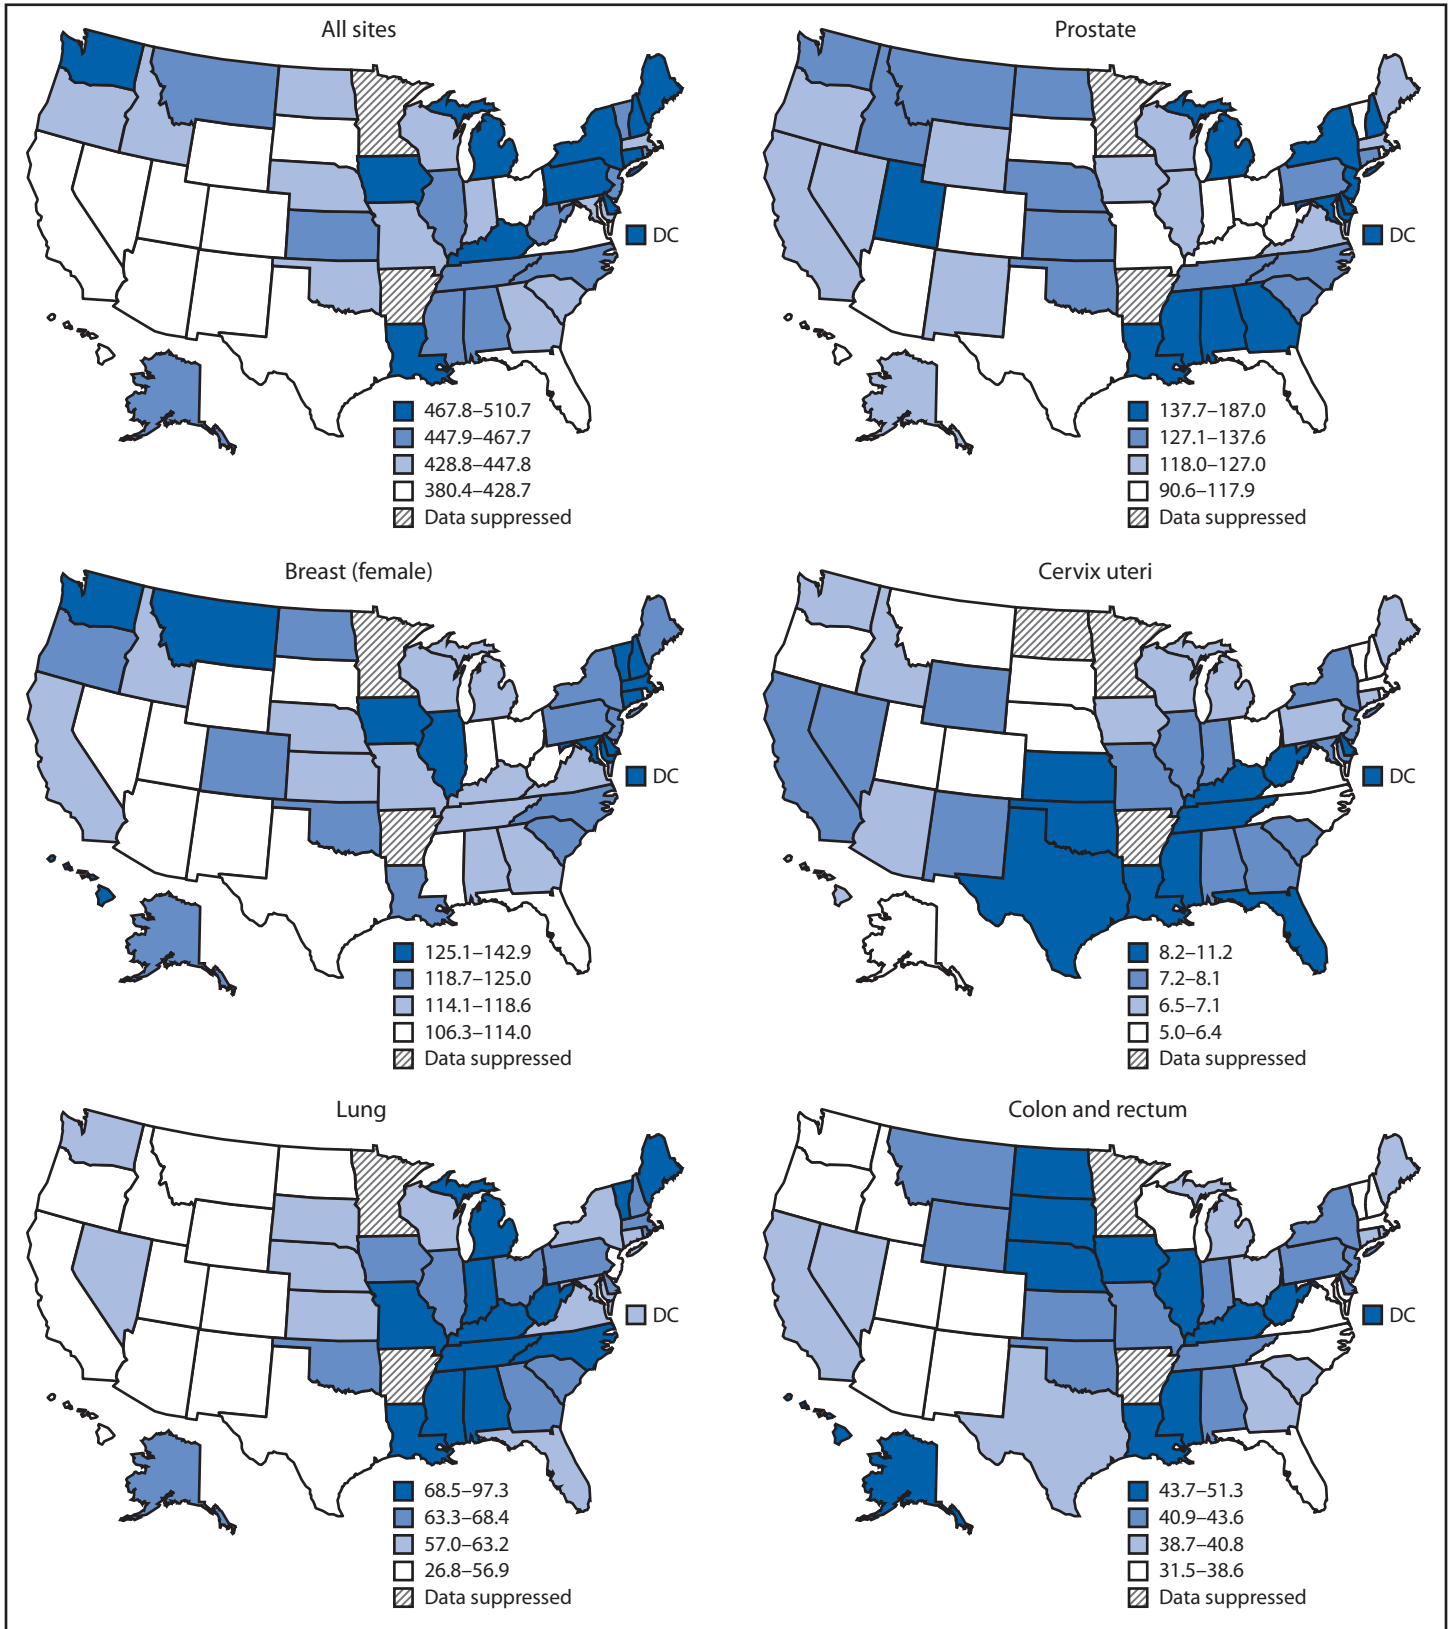 All sites
DC
467.8–510.7
447.9–467.7
428.8–447.8
380.4–428.7
Data suppressed
Prostate
DC
137.7–187.0
127.1–137.6
118.0–127.0
90.6–117.9
Data suppressed
Breast (female)
DC
125.1–142.9
118.7–125.0
114.1–118.6
106.3–114.0
Data suppressed
Cervix uteri
DC
8.2–11.2
7.2–8.1
6.5–7.1
5.0–6.4
Data suppressed
Lung
DC
68.5–97.3
63.3–68.4
57.0–63.2
26.8–56.9
Data suppressed
Colon and rectum
DC
43.7–51.3
40.9–43.6
38.7–40.8
31.5–38.6
Data suppressed